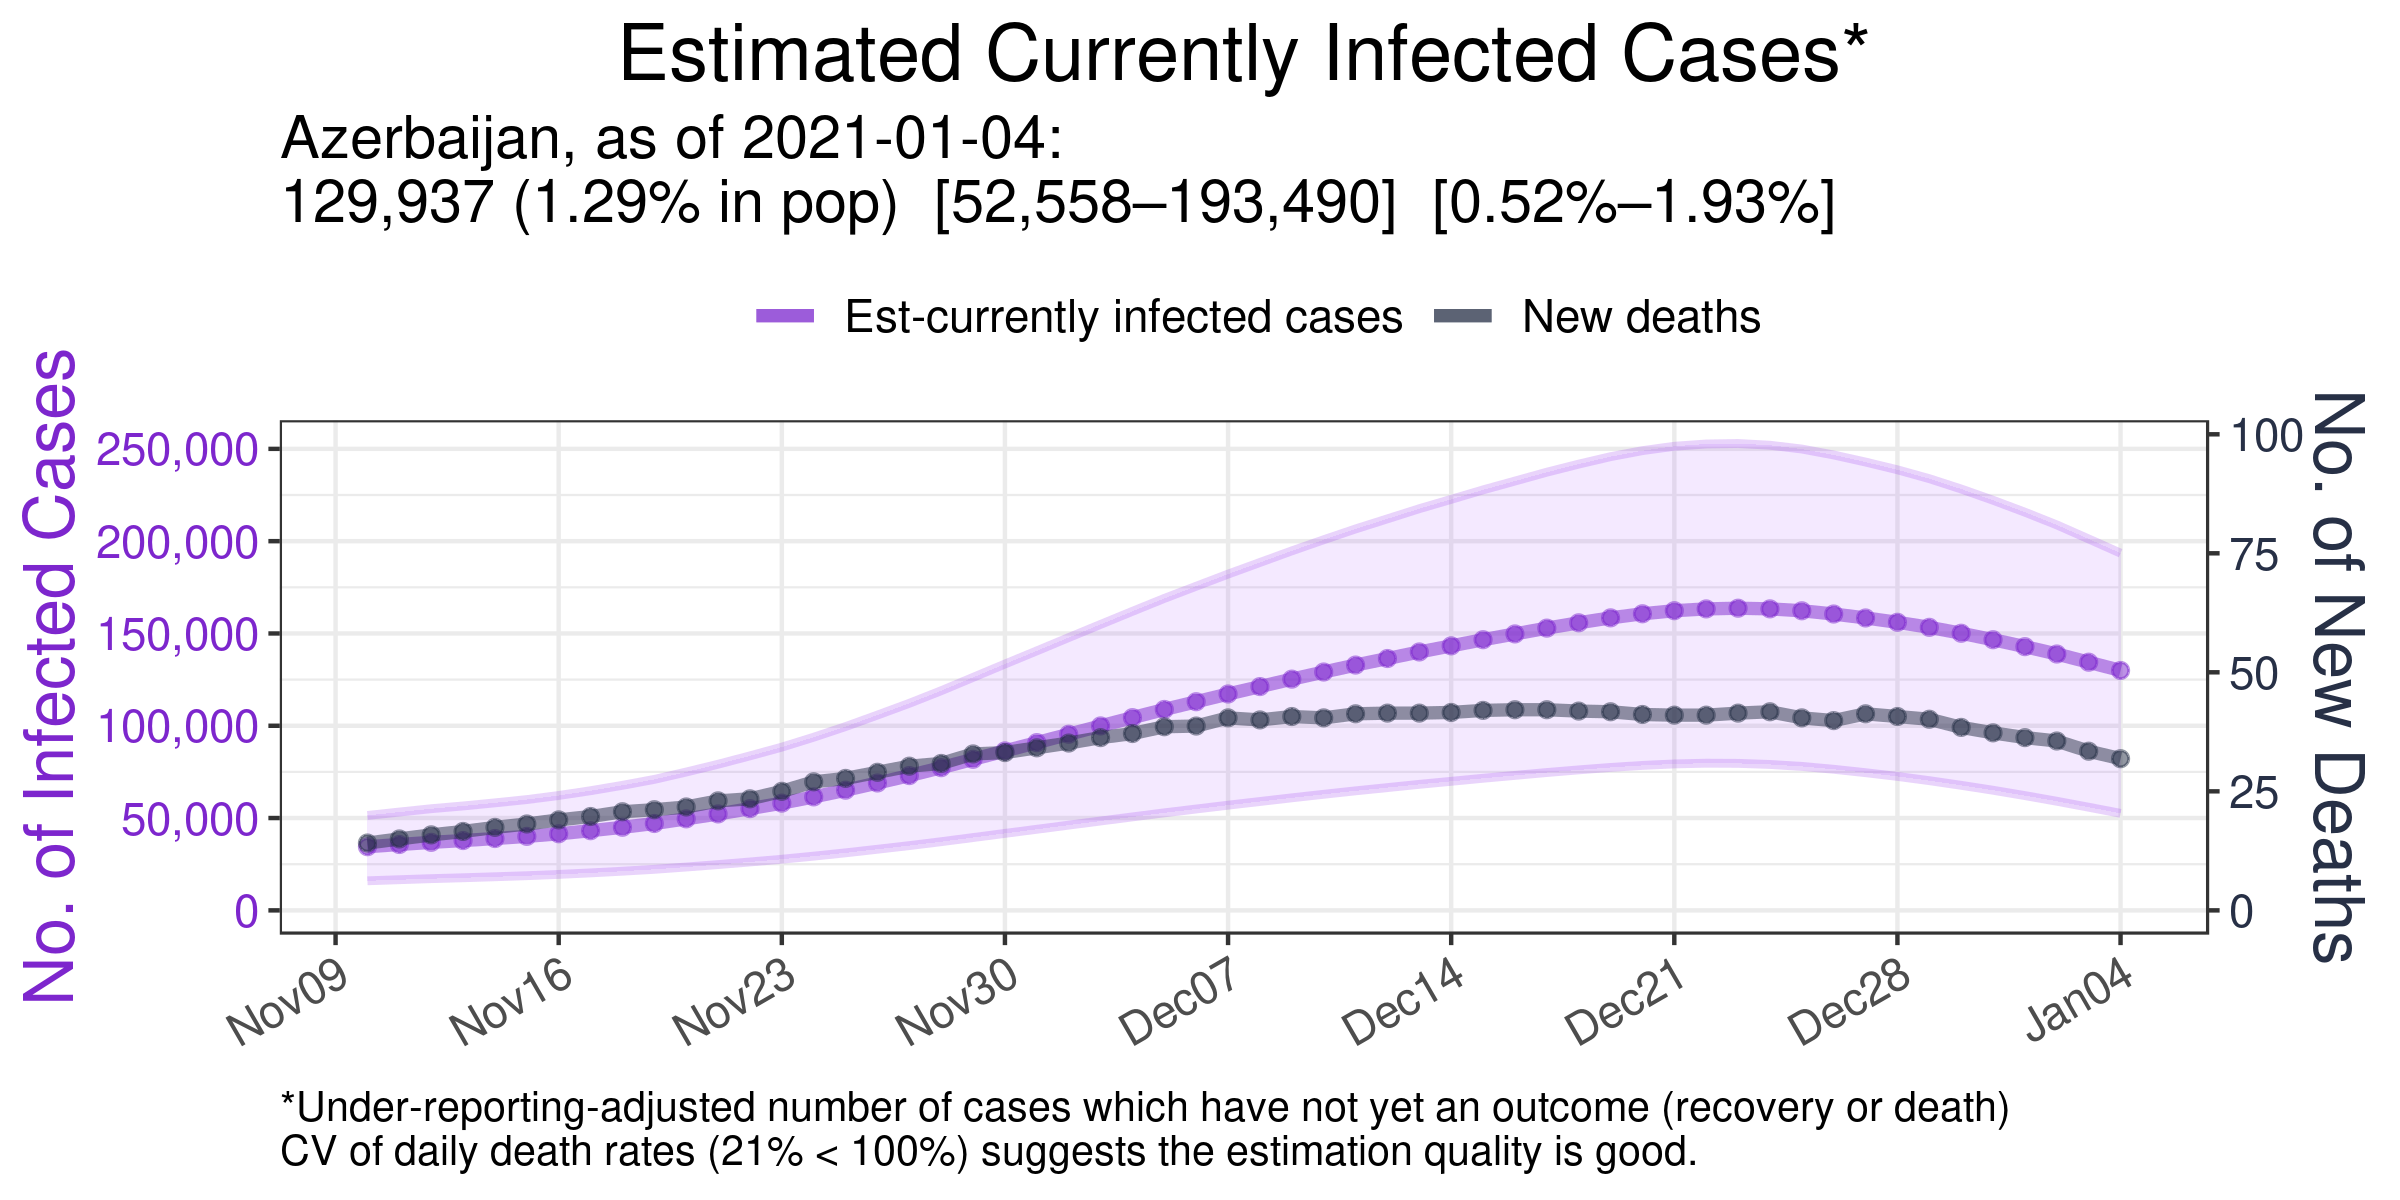 Estimated Currently Infected Cases*
Azerbaijan, as of 2021-01-04:
129,937 (1.29% in pop)  [52,558–193,490]  [0.52%–1.93%]
Est-currently infected cases
New deaths
No. of Infected Cases
250,000
200,000
150,000
100,000
50,000
0
100
75
50
25
0
No. of New Deaths
Nov09
Nov16
Nov23
Nov30
Dec07
Dec14
Dec21
Dec28
Jan04
*Under-reporting-adjusted number of cases which have not yet an outcome (recovery or death)
CV of daily death rates (21% < 100%) suggests the estimation quality is good.